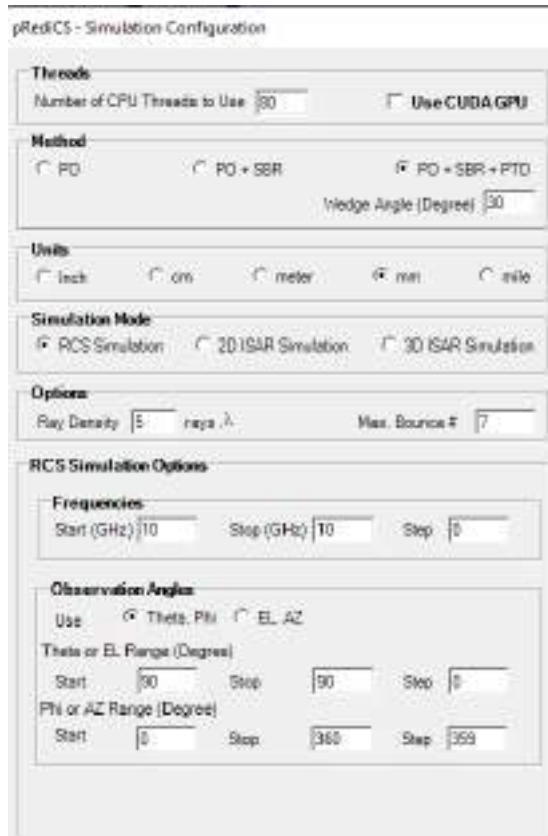 pRediCS - Simulation Configuration
Threads
Number of CPU Threads to Use 80 Use CUDA GPU
Method
PO PO + SBR PO + SBR + PTD
Wedge Angle (Degree) 30
Units
Inch cm meter mm mile
Simulation Mode
RCS Simulation 2D ISAR Simulation 3D ISAR Simulation
Options
Ray Density 5 rays / λ Max. Bounce # 7
RCS Simulation Options
Frequencies
Start (GHz) 10 Stop (GHz) 10 Step 0
Observation Angles
Use Theta, Phi EL, AZ
Theta or EL Range (Degree)
Start 90 Stop 90 Step 0
Phi or AZ Range (Degree)
Start 0 Stop 360 Step 359